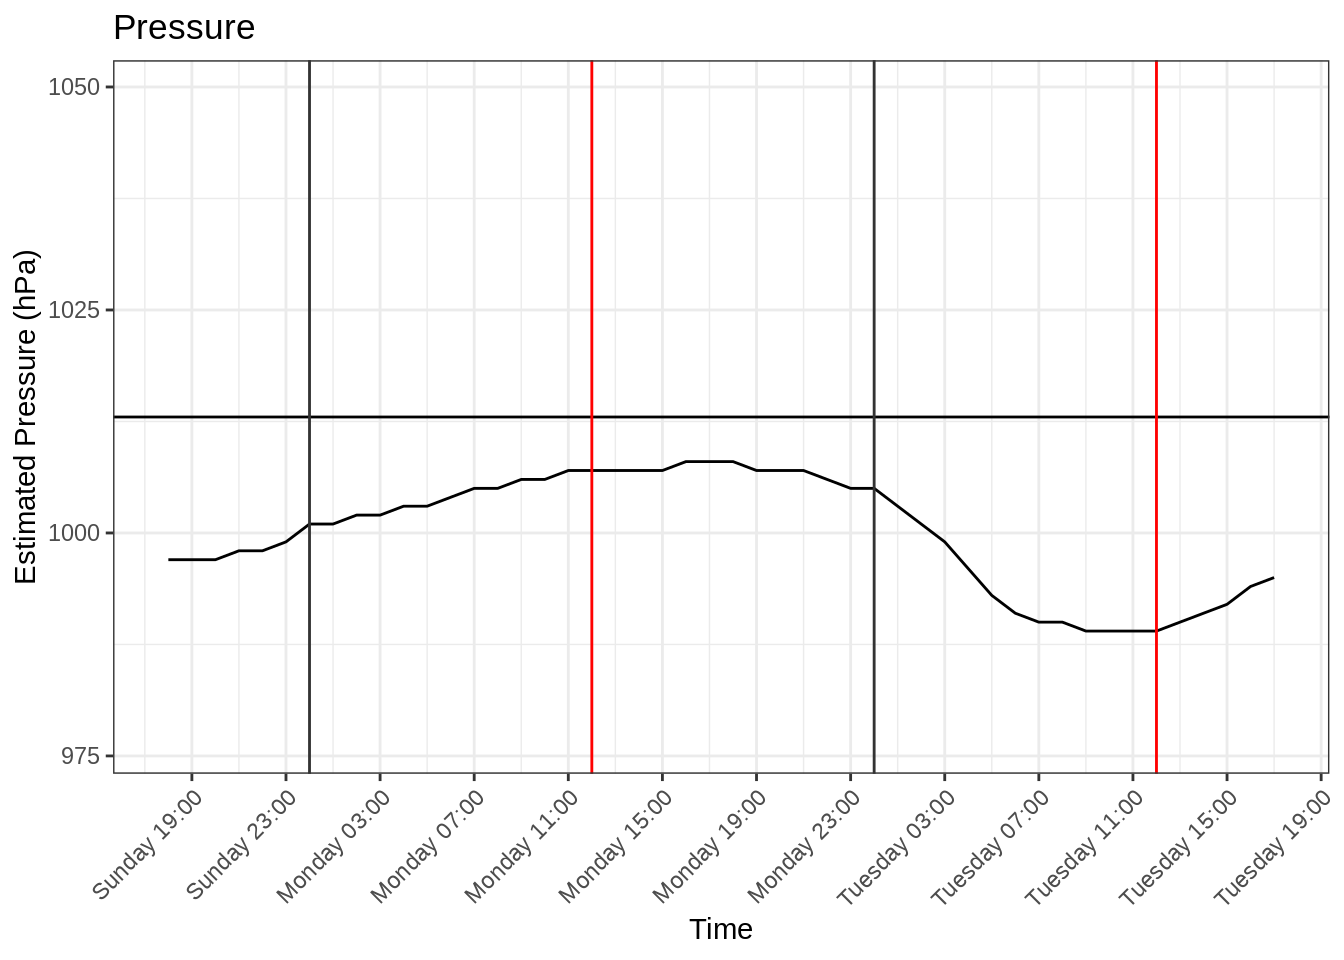 Pressure
Estimated Pressure (hPa)
1050
1025
1000
975
Sunday 19:00
Sunday 23:00
Monday 03:00
Monday 07:00
Monday 11:00
Monday 15:00
Monday 19:00
Monday 23:00
Tuesday 03:00
Tuesday 07:00
Tuesday 11:00
Tuesday 15:00
Tuesday 19:00
Time